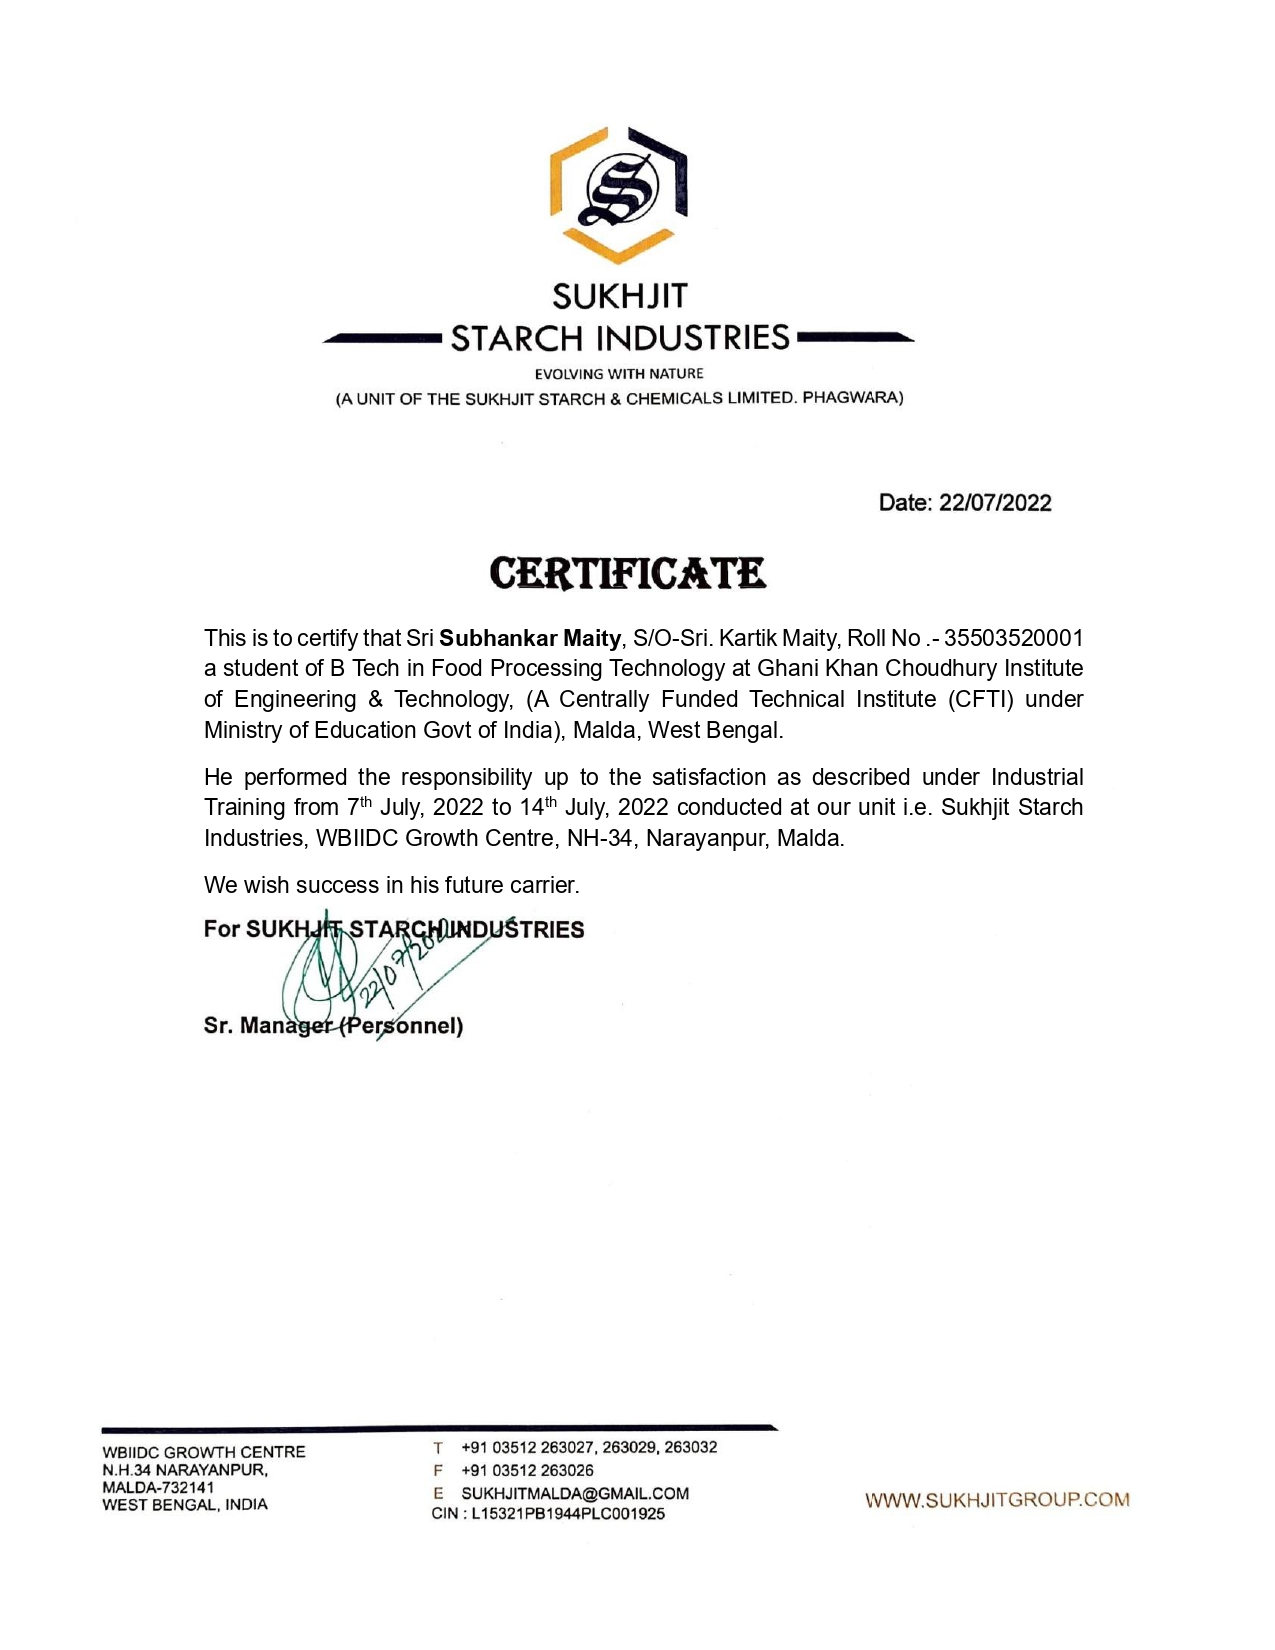 S
SUKHJIT
STARCH INDUSTRIES
EVOLVING WITH NATURE
(A UNIT OF THE SUKHJIT STARCH & CHEMICALS LIMITED. PHAGWARA)
Date: 22/07/2022
CERTIFICATE
This is to certify that Sri Subhankar Maity, S/O-Sri. Kartik Maity, Roll No .- 35503520001
a student of B Tech in Food Processing Technology at Ghani Khan Choudhury Institute
of Engineering & Technology, (A Centrally Funded Technical Institute (CFTI) under
Ministry of Education Govt of India), Malda, West Bengal.
He performed the responsibility up to the satisfaction as described under Industrial
Training from 7th July, 2022 to 14th July, 2022 conducted at our unit i.e. Sukhjit Starch
Industries, WBIIDC Growth Centre, NH-34, Narayanpur, Malda.
We wish success in his future carrier.
For SUKHJIT STARCH INDUSTRIES
Sr. Manager (Personnel)
WBIIDC GROWTH CENTRE
N.H.34 NARAYANPUR,
MALDA-732141
WEST BENGAL, INDIA
T +91 03512 263027, 263029, 263032
F +91 03512 263026
E SUKHJITMALDA@GMAIL.COM
CIN : L15321PB1944PLC001925
WWW.SUKHJITGROUP.COM